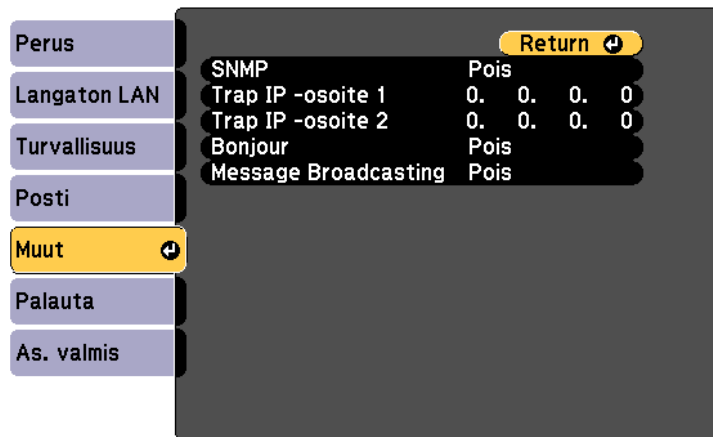 Perus
Langaton LAN
Turvallisuus
Posti
Muut
Palauta
As. valmis
Return
SNMP Pois
Trap IP -osoite 1 0. 0. 0. 0
Trap IP -osoite 2 0. 0. 0. 0
Bonjour Pois
Message Broadcasting Pois